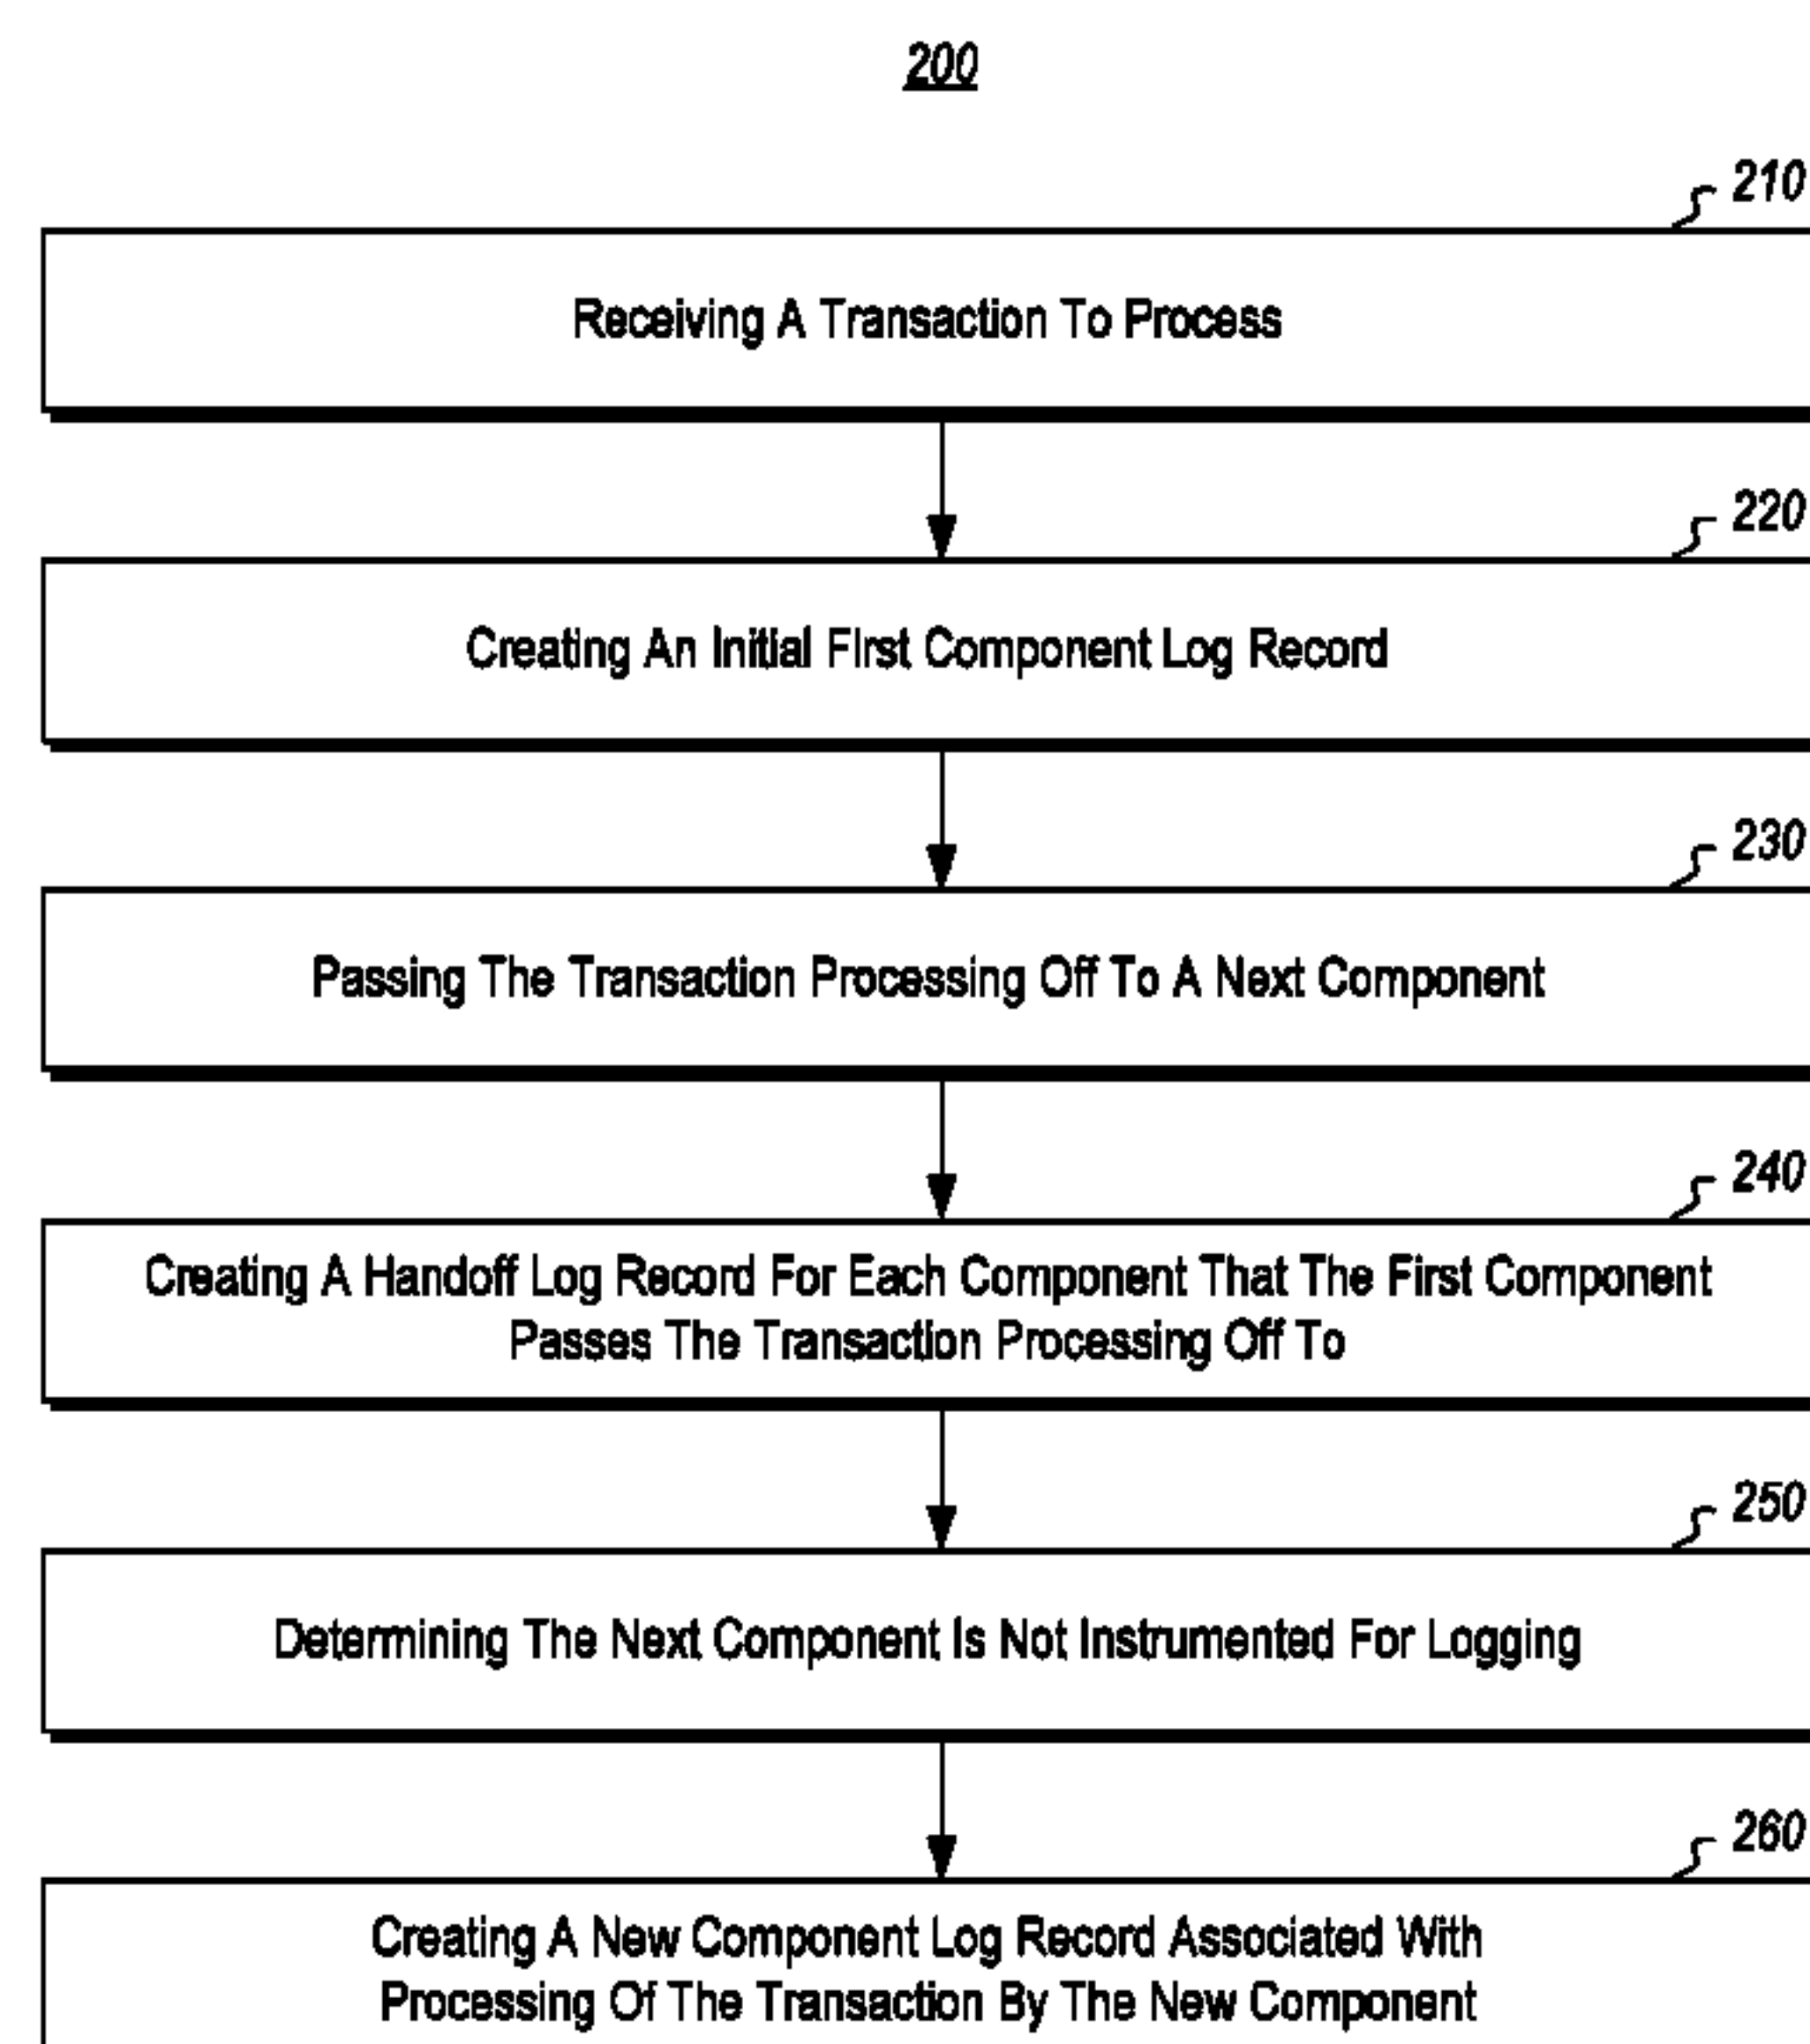 200
210
Receiving A Transaction To Process
220
Creating An Initial First Component Log Record
230
Passing The Transaction Processing Off To A Next Component
240
Creating A Handoff Log Record For Each Component That The First Component
Passes The Transaction Processing Off To
250
Determining The Next Component Is Not Instrumented For Logging
260
Creating A New Component Log Record Associated With
Processing Of The Transaction By The New Component